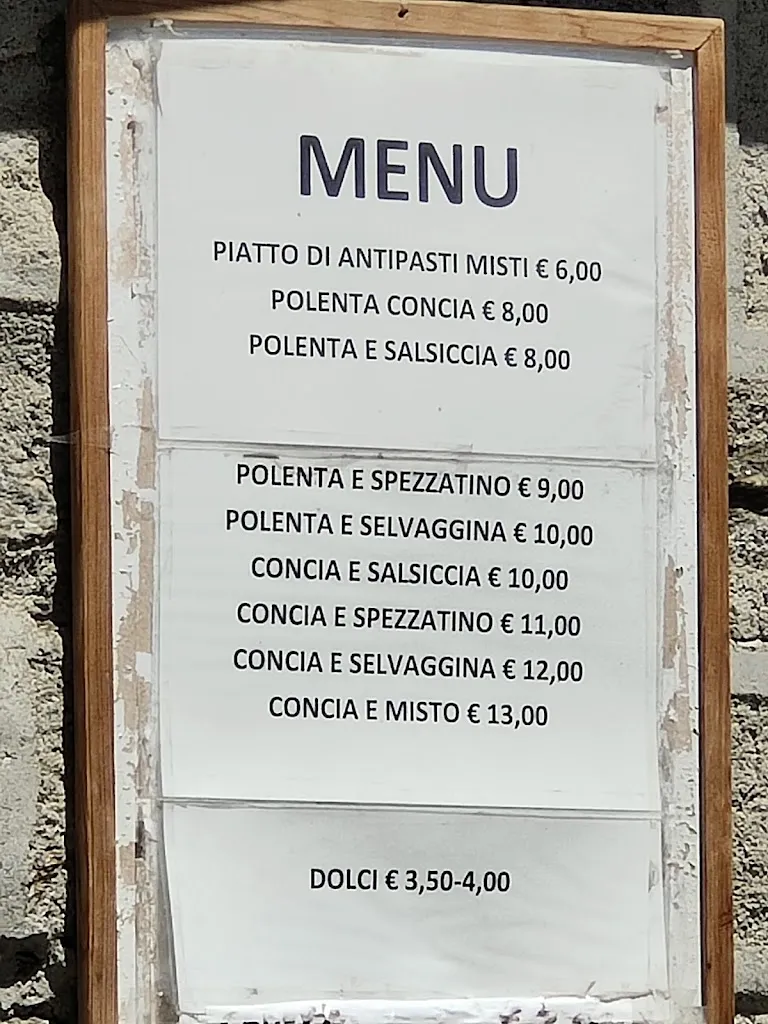 MENU
PIATTO DI ANTIPASTI MISTI € 6,00
POLENTA CONCIA € 8,00
POLENTA E SALSICCIA € 8,00
POLENTA E SPEZZATINO € 9,00
POLENTA E SELVAGGINA € 10,00
CONCIA E SALSICCIA € 10,00
CONCIA E SPEZZATINO € 11,00
CONCIA E SELVAGGINA € 12,00
CONCIA E MISTO € 13,00
DOLCI € 3,50-4,00